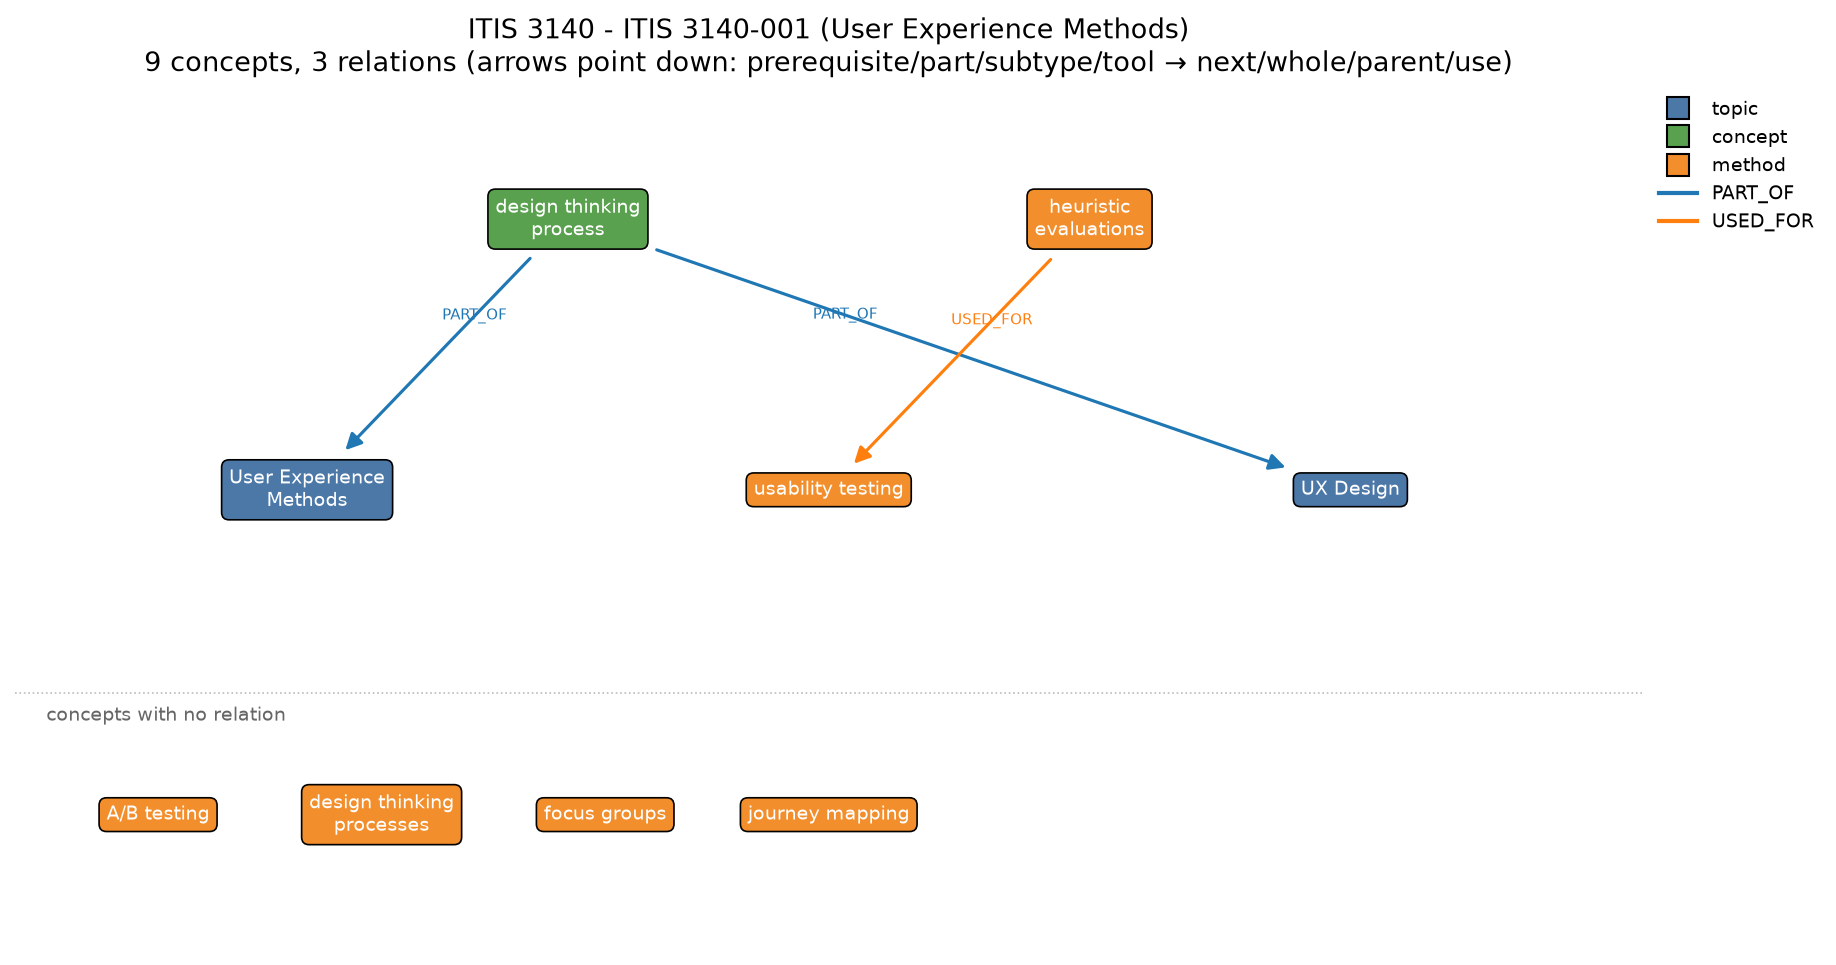 ITIS 3140 - ITIS 3140-001 (User Experience Methods)
9 concepts, 3 relations (arrows point down: prerequisite/part/subtype/tool → next/whole/parent/use)
topic
concept
method
PART_OF
USED_FOR
design thinking
process
heuristic
evaluations
PART_OF
PART_OF
USED_FOR
User Experience
Methods
usability testing
UX Design
concepts with no relation
A/B testing
design thinking
processes
focus groups
journey mapping